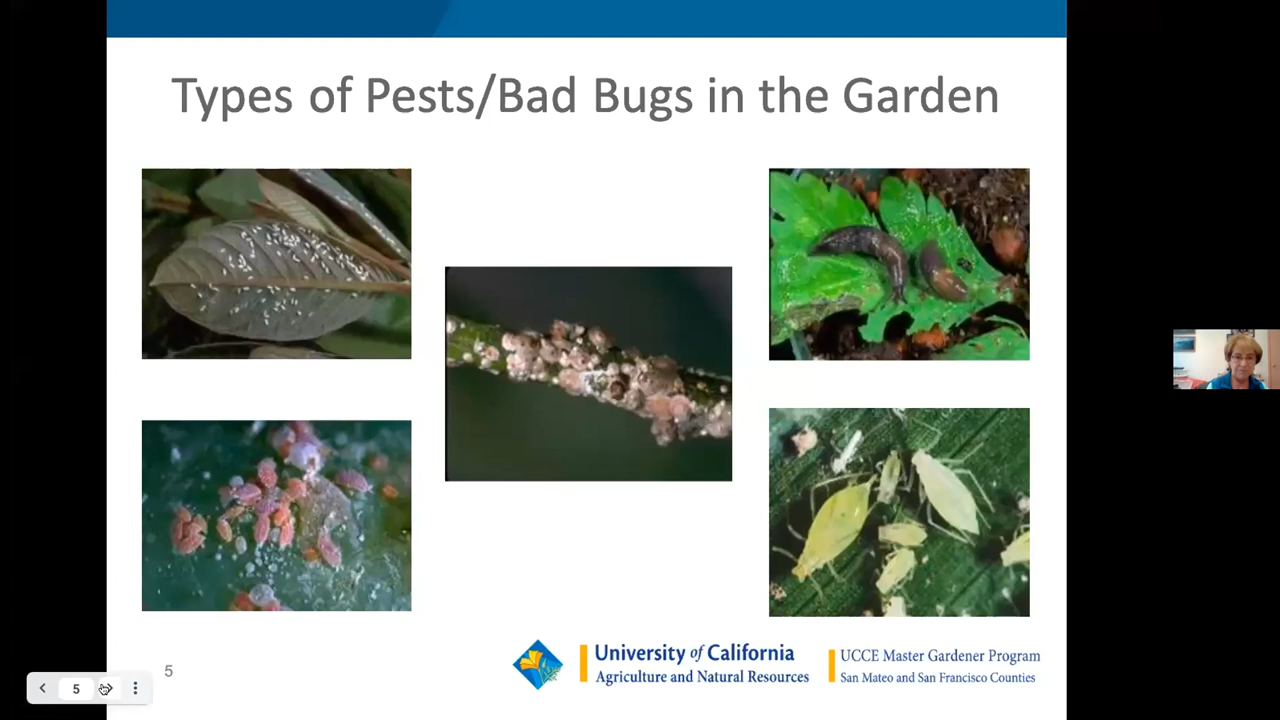 Types of Pests/Bad Bugs in the Garden
5
University of California
Agriculture and Natural Resources
UCCE Master Gardener Program
San Mateo and San Francisco Counties
5